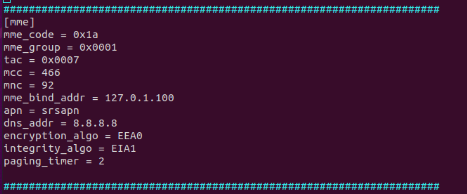 #####################################################################
[mme]
mme_code = 0x1a
mme_group = 0x0001
tac = 0x0007
mcc = 466
mnc = 92
mme_bind_addr = 127.0.1.100
apn = srsapn
dns_addr = 8.8.8.8
encryption_algo = EEA0
integrity_algo = EIA1
paging_timer = 2
#####################################################################